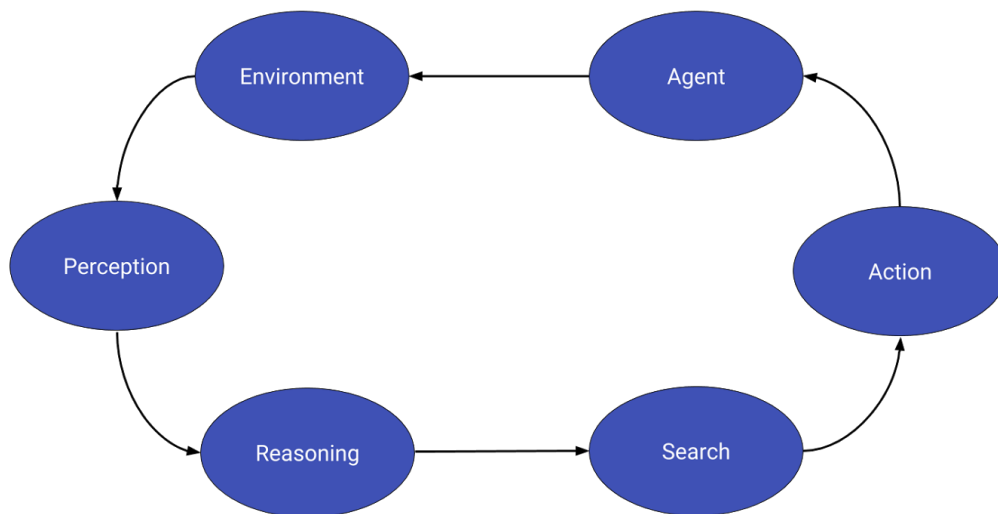 Environment
Agent
Perception
Action
Reasoning
Search